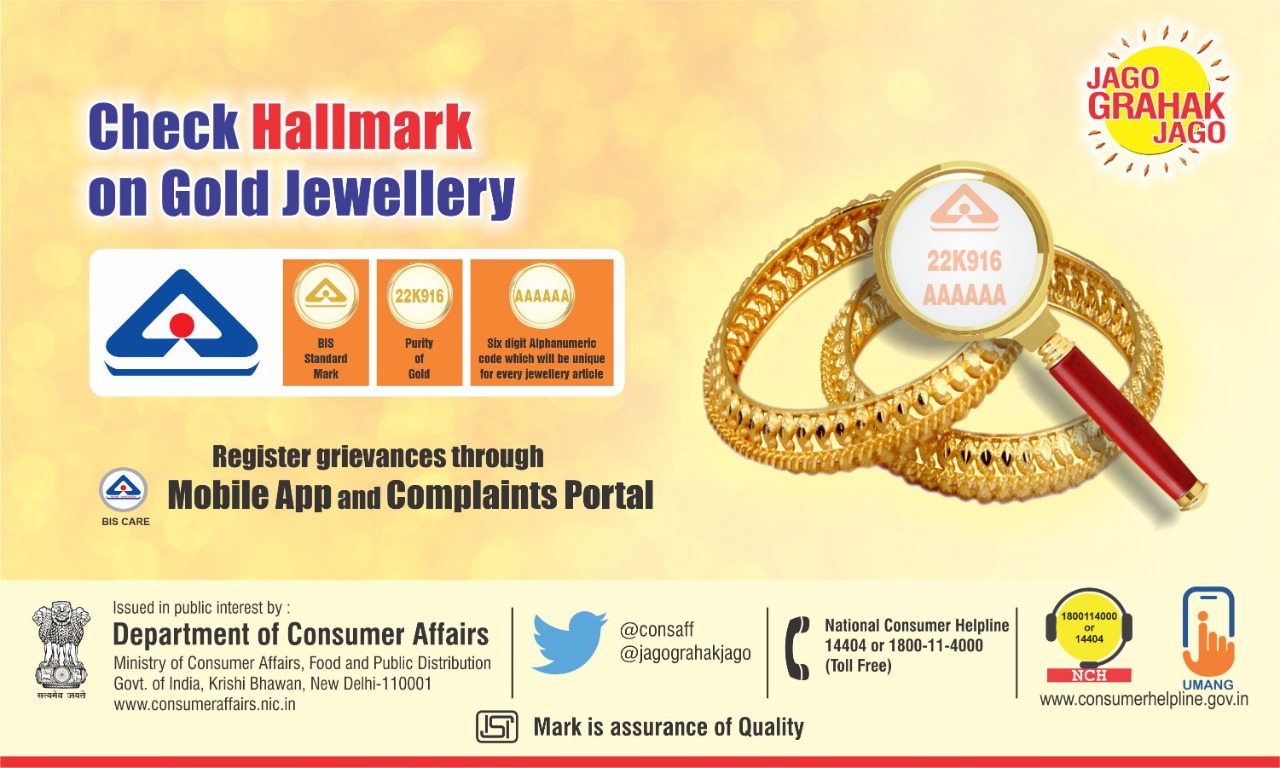 JAGO
GRAHAK
JAGO
Check Hallmark
on Gold Jewellery
22K916
AAAAAA
22K916
AAAAAA
BIS
Standard
Mark
Purity
of
Gold
Six digit Alphanumeric
code which will be unique
for every jewellery article
Register grievances through
Mobile App and Complaints Portal
BIS CARE
Issued in public interest by :
Department of Consumer Affairs
Ministry of Consumer Affairs, Food and Public Distribution
Govt. of India, Krishi Bhawan, New Delhi-110001
www.consumeraffairs.nic.in
सत्यमेव जयते
@consaff
@jagograhakjago
National Consumer Helpline
14404 or 1800-11-4000
(Toll Free)
1800114000
or
14404
NCH
UMANG
www.consumerhelpline.gov.in
ISI Mark is assurance of Quality